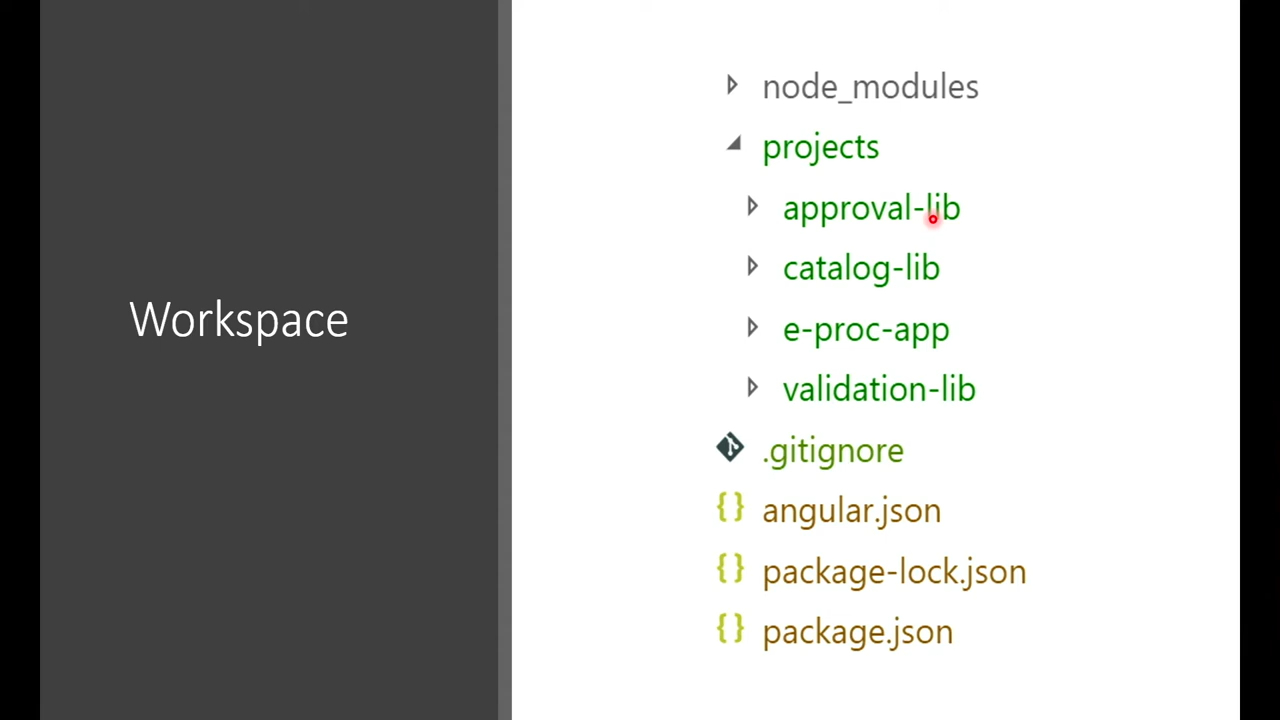 Workspace
node_modules
projects
approval-lib
catalog-lib
e-proc-app
validation-lib
.gitignore
{} angular.json
{} package-lock.json
{} package.json